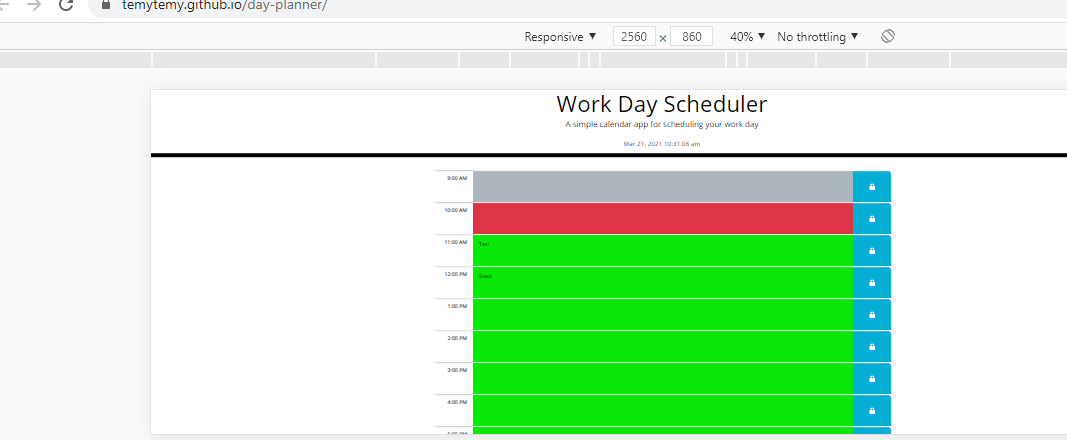 temytemy.github.io/day-planner/
Responsive ▼ 2560 × 860 40% ▼ No throttling ▼
Work Day Scheduler
A simple calendar app for scheduling your work day
Mar 21, 2021 10:31:06 am
9:00 AM
10:00 AM
11:00 AM
12:00 PM
Sleep
1:00 PM
2:00 PM
3:00 PM
4:00 PM